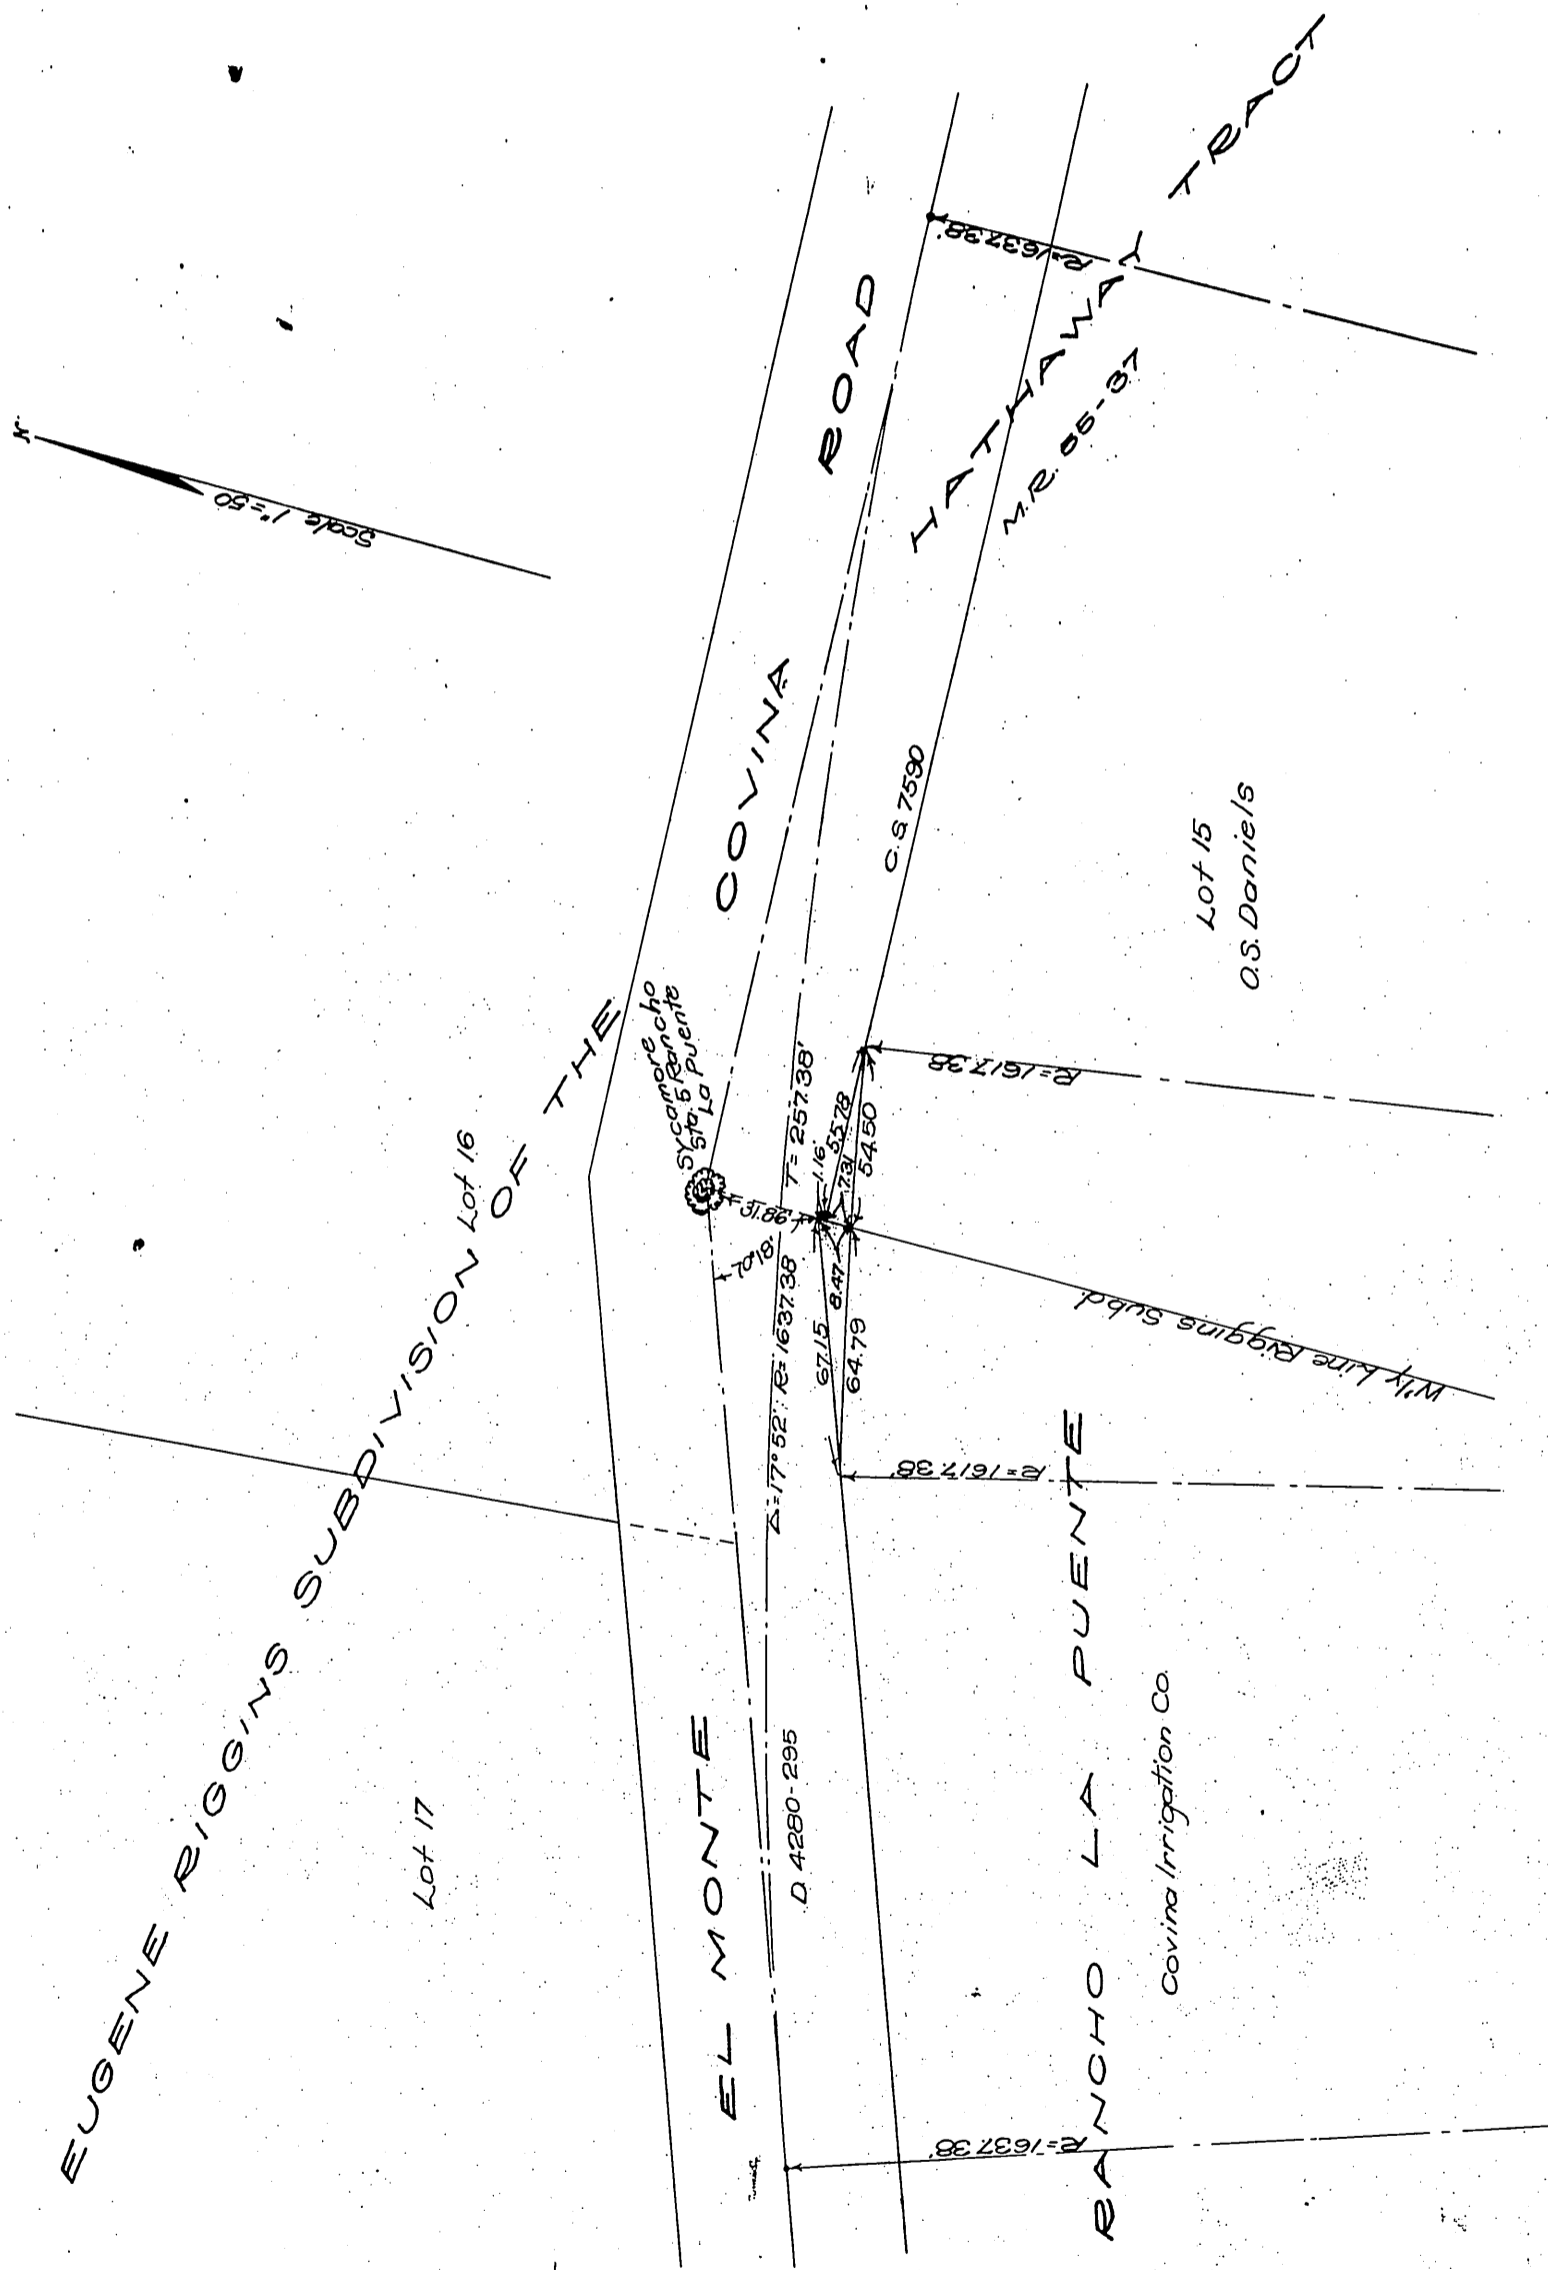 EUGENE RIGGINS SUBDIVISION OF THE
HATHAWAY TRACT
M.R. 55-37
N.
Scale 1"=50
Lot 17
Lot 16
EL MONTE COVINA ROAD
Sycamore
Sta. 5 Rancho
La Puente
70°18'
Δ=17°52' R=1637.38 T=257.38'
1.16'
55.78
7.31
54.50
8.47
67.15
64.79
D. 4280-295
C.S. 7590
R=1637.38'
R=1617.38
R=1617.38'
R=1637.38'
W'ly Line Riggins Subd.
Lot 15
O.S. Daniels
RANCHO LA PUENTE
Covina Irrigation Co.